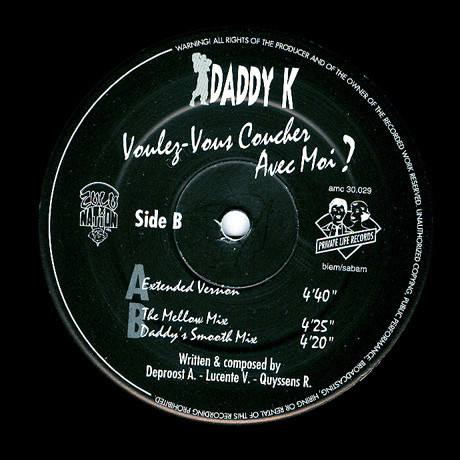 WARNING! ALL RIGHTS OF THE PRODUCER AND OF THE OWNER OF THE RECORDED WORK RESERVED. UNAUTHORIZED COPYING, PUBLIC PERFORMANCE, BROADCASTING, HIRING OR RENTAL OF THIS RECORDING PROHIBITED.
DADDY K
Voulez-Vous Coucher
Avec Moi ?
amc 30.029
ZULU
NATION
Side B
PRIVATE LIFE RECORDS
biem/sabam
A Extended Version 4'40"
B The Mellow Mix 4'25"
Daddy's Smooth Mix 4'20"
Written & composed by
Deproost A. - Lucente V. - Quyssens R.